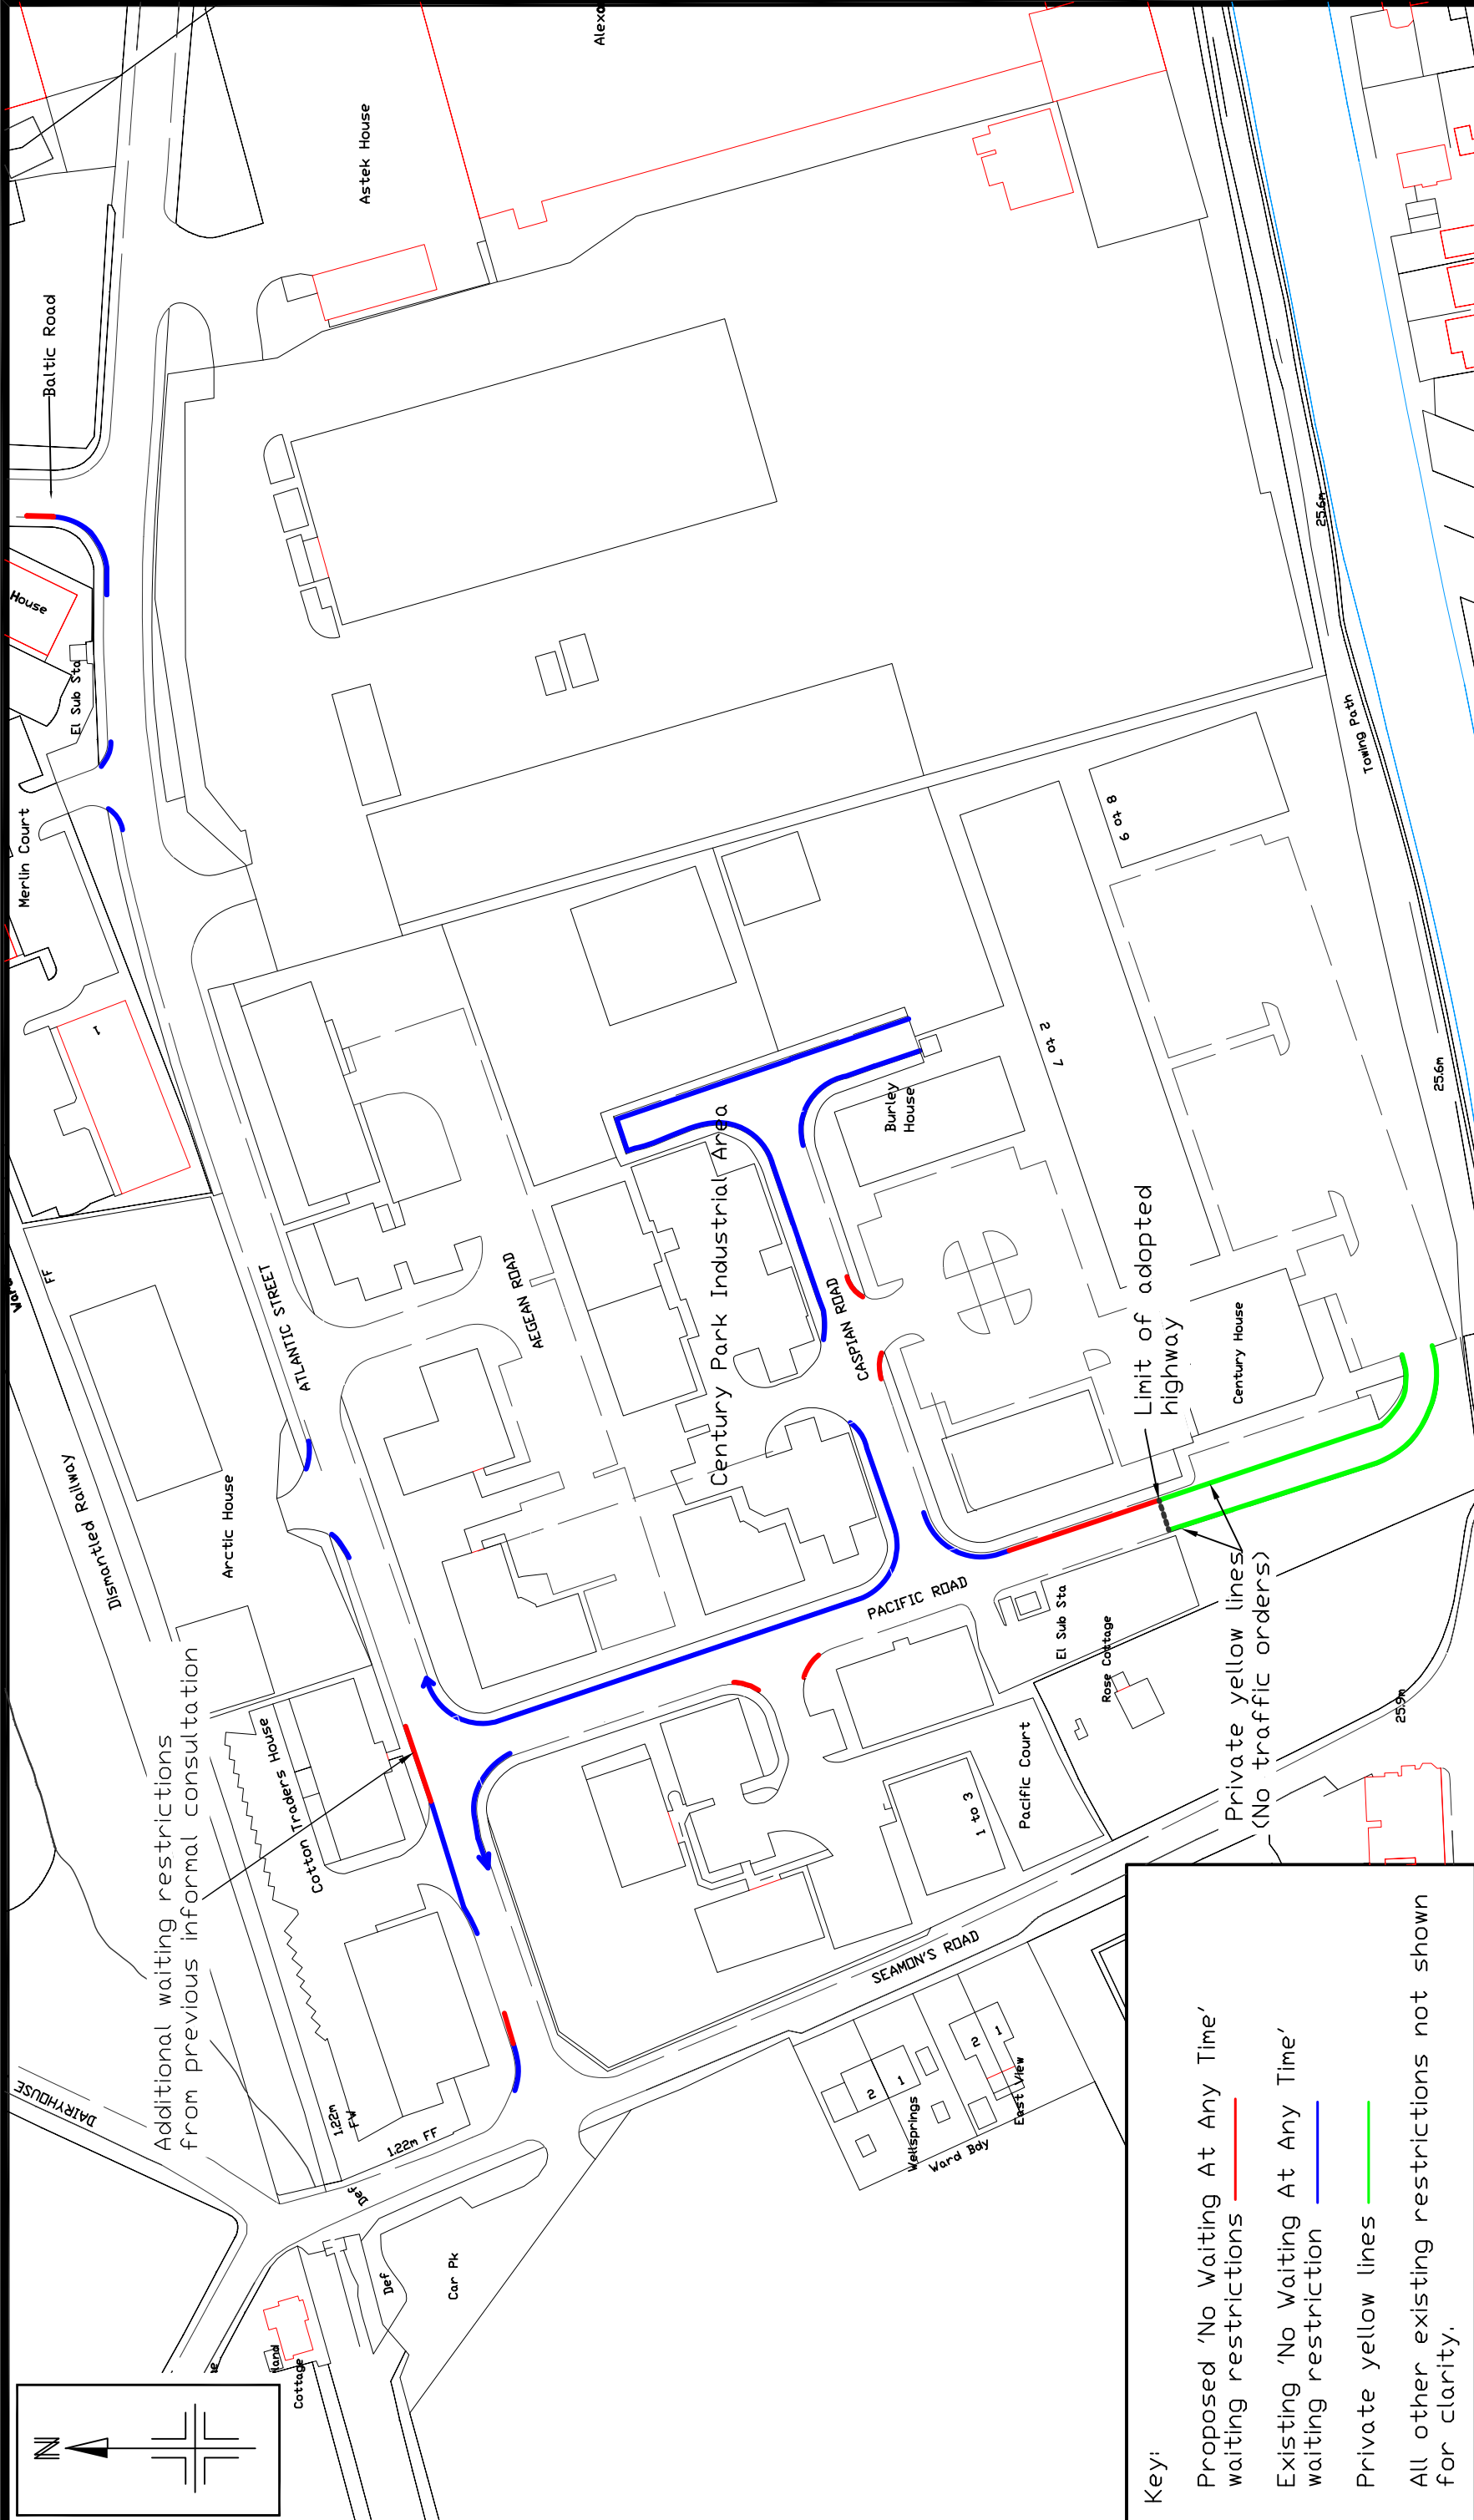 Baltic Road
Astek House
House
El Sub Sta
Merlin Court
1
FF
ATLANTIC STREET
AEGEAN ROAD
Century Park Industrial Area
CASPIAN ROAD
Burley
House
2 to 7
6 to 8
Towing Path
25.6m
25.6m
Dismantled Railway
Arctic House
Cotton Traders House
Additional waiting restrictions
from previous informal consultation
Limit of adopted
highway
Century House
PACIFIC ROAD
El Sub Sta
Rose Cottage
Private yellow lines
(No traffic orders)
25.9m
Pacific Court
1 to 3
SEAMON'S ROAD
2
1
2
1
Wellsprings
East View
Ward Bdy
DAIRYHOUSE
1.22m
FW
1.22m FF
Def
Def
Car Pk
Cottage
N
Key:
Proposed 'No Waiting At Any Time'
waiting restrictions
Existing 'No Waiting At Any Time'
waiting restriction
Private yellow lines
All other existing restrictions not shown
for clarity.